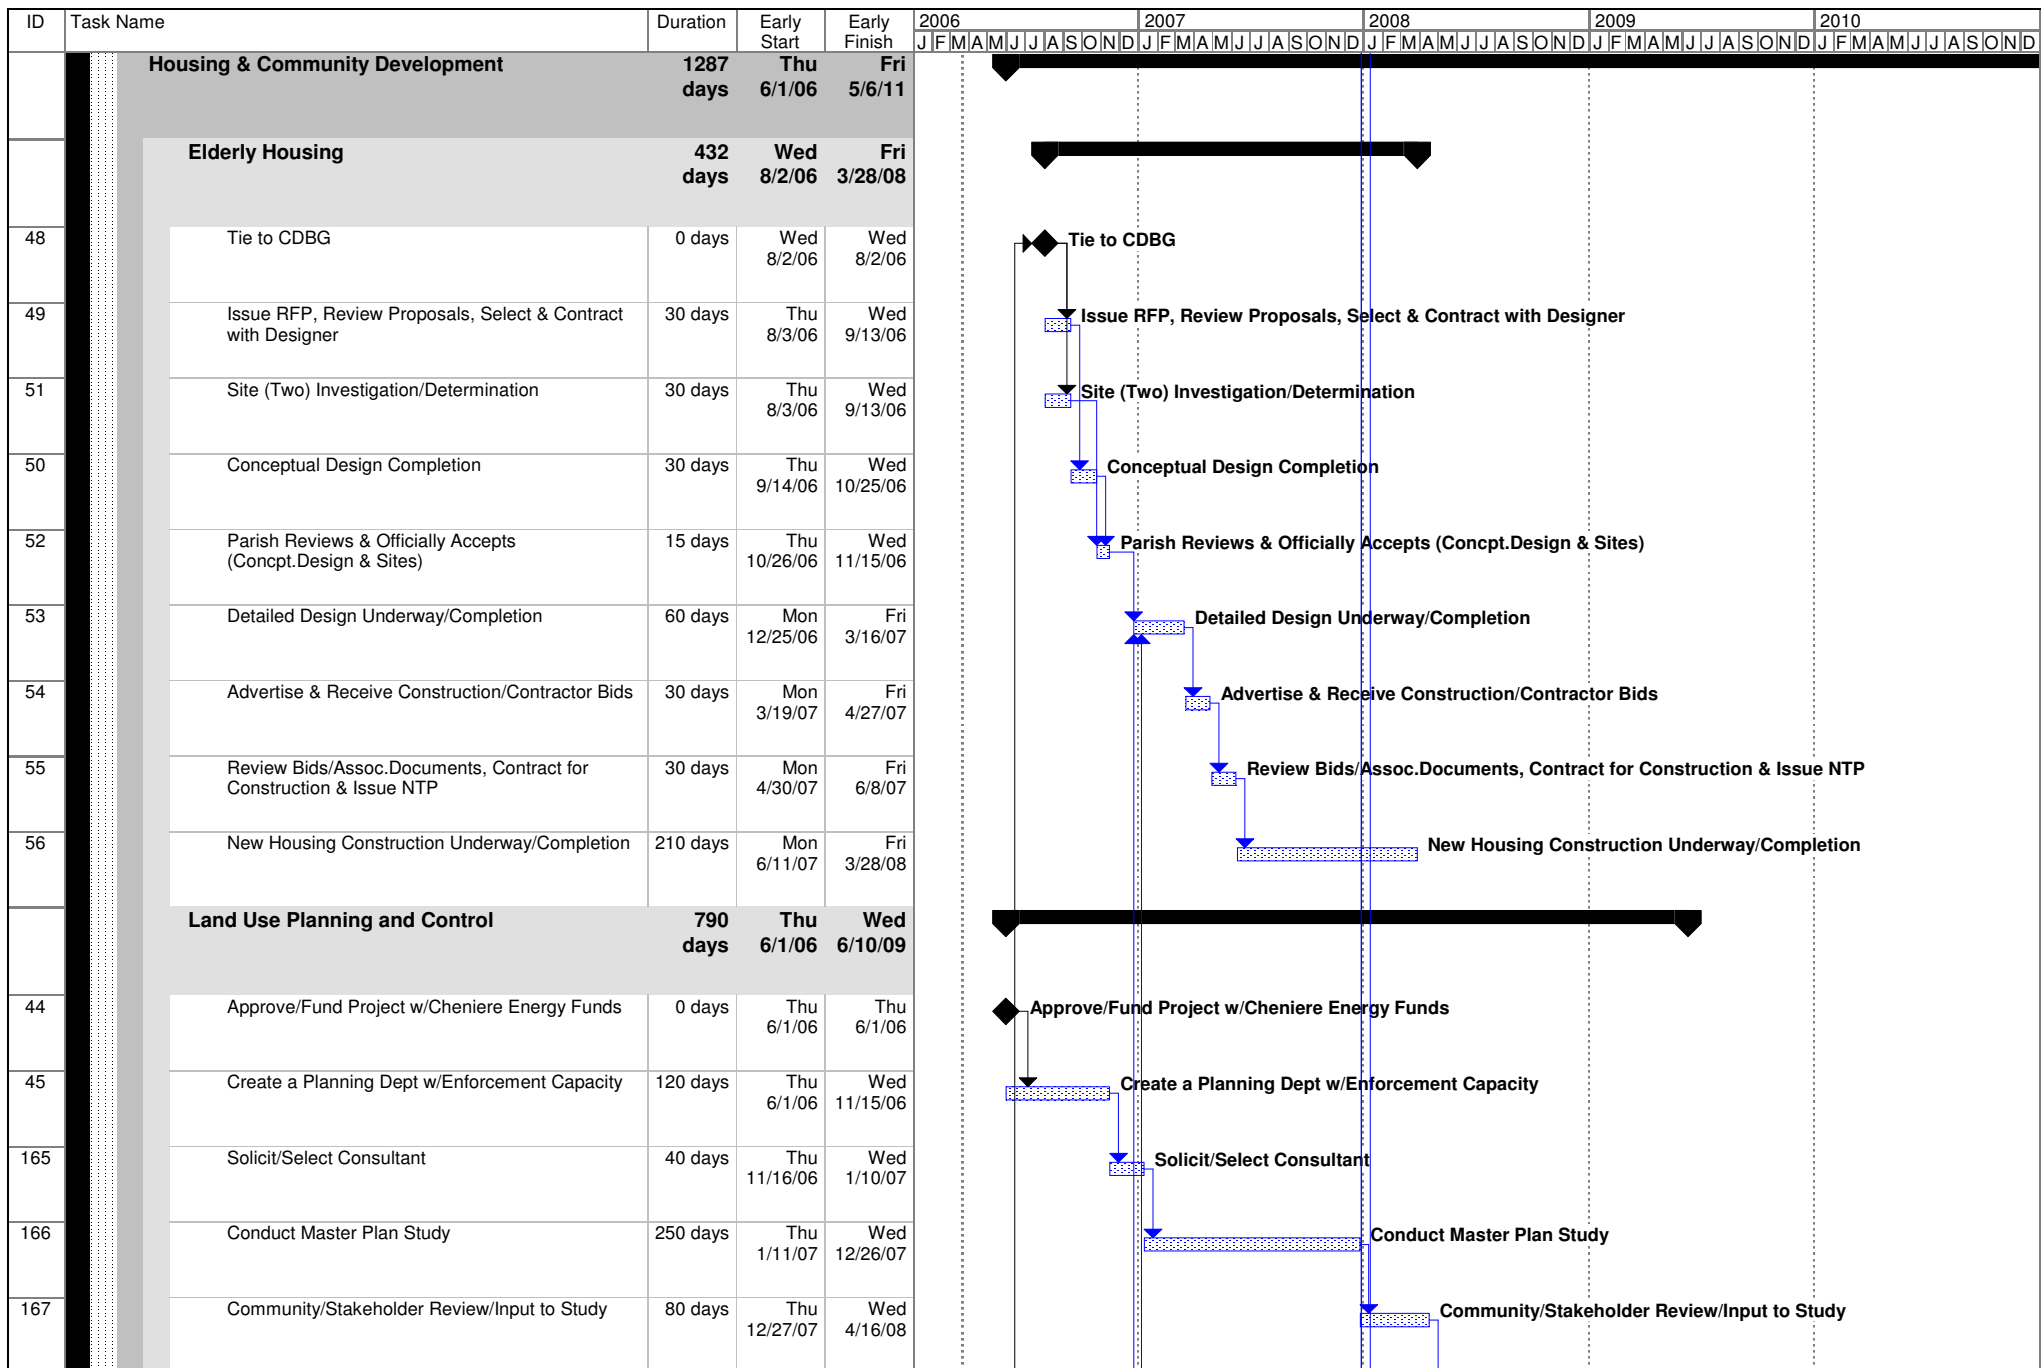 ID Task Name Duration Early Start Early Finish 2006 2007 2008 2009 2010
J F M A M J J A S O N D J F M A M J J A S O N D J F M A M J J A S O N D J F M A M J J A S O N D J F M A M J J A S O N D
Housing & Community Development 1287 days Thu 6/1/06 Fri 5/6/11
Elderly Housing 432 days Wed 8/2/06 Fri 3/28/08
48 Tie to CDBG 0 days Wed 8/2/06 Wed 8/2/06 Tie to CDBG
49 Issue RFP, Review Proposals, Select & Contract with Designer 30 days Thu 8/3/06 Wed 9/13/06 Issue RFP, Review Proposals, Select & Contract with Designer
51 Site (Two) Investigation/Determination 30 days Thu 8/3/06 Wed 9/13/06 Site (Two) Investigation/Determination
50 Conceptual Design Completion 30 days Thu 9/14/06 Wed 10/25/06 Conceptual Design Completion
52 Parish Reviews & Officially Accepts (Concpt.Design & Sites) 15 days Thu 10/26/06 Wed 11/15/06 Parish Reviews & Officially Accepts (Concpt.Design & Sites)
53 Detailed Design Underway/Completion 60 days Mon 12/25/06 Fri 3/16/07 Detailed Design Underway/Completion
54 Advertise & Receive Construction/Contractor Bids 30 days Mon 3/19/07 Fri 4/27/07 Advertise & Receive Construction/Contractor Bids
55 Review Bids/Assoc.Documents, Contract for Construction & Issue NTP 30 days Mon 4/30/07 Fri 6/8/07 Review Bids/Assoc.Documents, Contract for Construction & Issue NTP
56 New Housing Construction Underway/Completion 210 days Mon 6/11/07 Fri 3/28/08 New Housing Construction Underway/Completion
Land Use Planning and Control 790 days Thu 6/1/06 Wed 6/10/09
44 Approve/Fund Project w/Cheniere Energy Funds 0 days Thu 6/1/06 Thu 6/1/06 Approve/Fund Project w/Cheniere Energy Funds
45 Create a Planning Dept w/Enforcement Capacity 120 days Thu 6/1/06 Wed 11/15/06 Create a Planning Dept w/Enforcement Capacity
165 Solicit/Select Consultant 40 days Thu 11/16/06 Wed 1/10/07 Solicit/Select Consultant
166 Conduct Master Plan Study 250 days Thu 1/11/07 Wed 12/26/07 Conduct Master Plan Study
167 Community/Stakeholder Review/Input to Study 80 days Thu 12/27/07 Wed 4/16/08 Community/Stakeholder Review/Input to Study